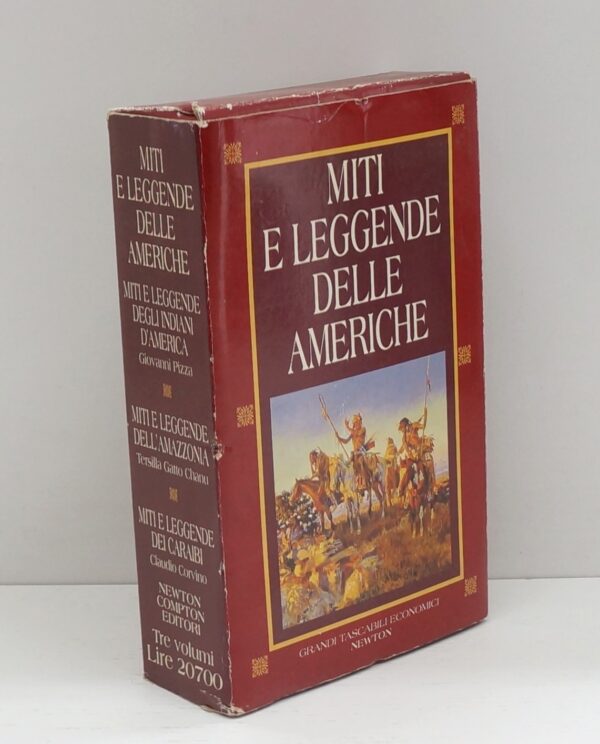 MITI
E LEGGENDE
DELLE
AMERICHE
MITI E LEGGENDE
DEGLI INDIANI
D'AMERICA
Giovanni Pizza
MITI E LEGGENDE
DELL'AMAZZONIA
Tersilla Gatto Chanu
MITI E LEGGENDE
DEI CARAIBI
Claudio Corvino
NEWTON
COMPTON
EDITORI
Tre volumi
Lire 20700
MITI
E LEGGENDE
DELLE
AMERICHE
GRANDI TASCABILI ECONOMICI
NEWTON